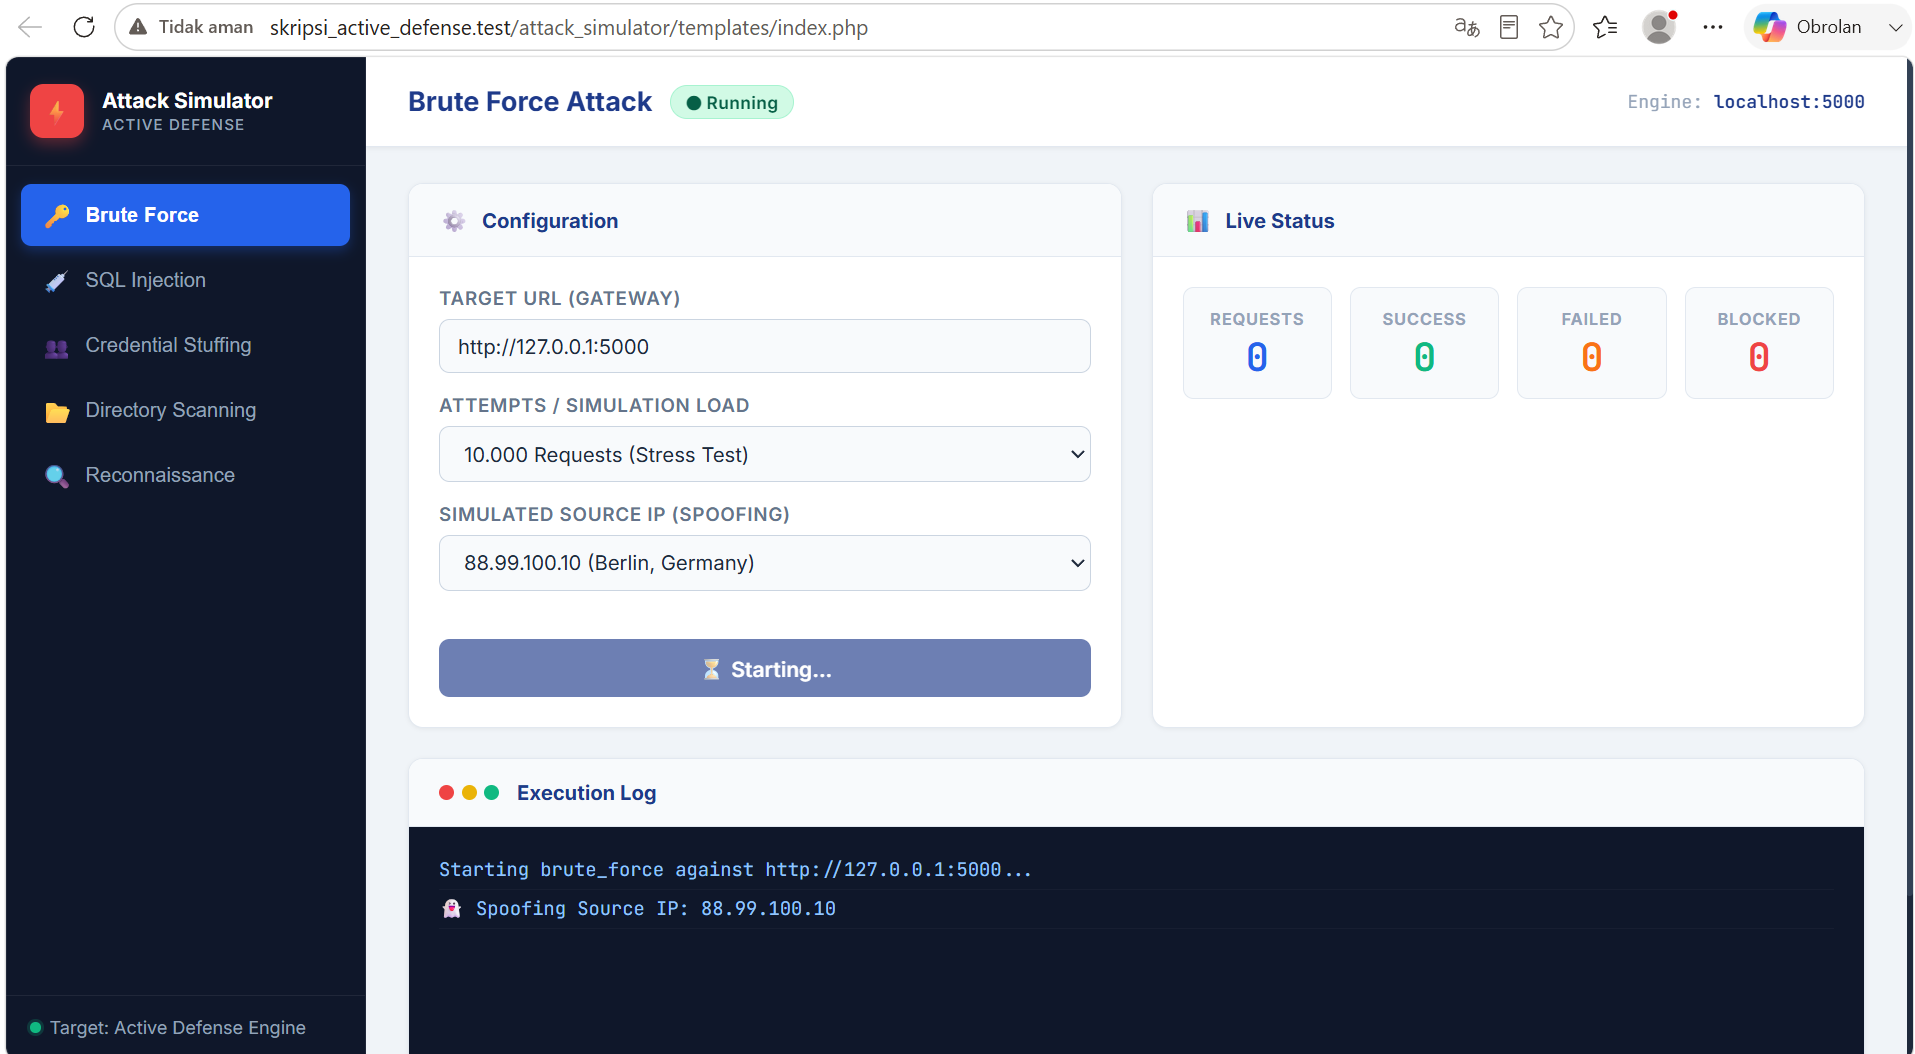 Tidak aman
skripsi_active_defense.test/attack_simulator/templates/index.php
Obrolan
Attack Simulator
ACTIVE DEFENSE
Brute Force
SQL Injection
Credential Stuffing
Directory Scanning
Reconnaissance
Target: Active Defense Engine
Brute Force Attack
Running
Engine: localhost:5000
Configuration
TARGET URL (GATEWAY)
http://127.0.0.1:5000
ATTEMPTS / SIMULATION LOAD
10.000 Requests (Stress Test)
SIMULATED SOURCE IP (SPOOFING)
88.99.100.10 (Berlin, Germany)
Starting...
Live Status
REQUESTS
0
SUCCESS
0
FAILED
0
BLOCKED
0
Execution Log
Starting brute_force against http://127.0.0.1:5000...
Spoofing Source IP: 88.99.100.10